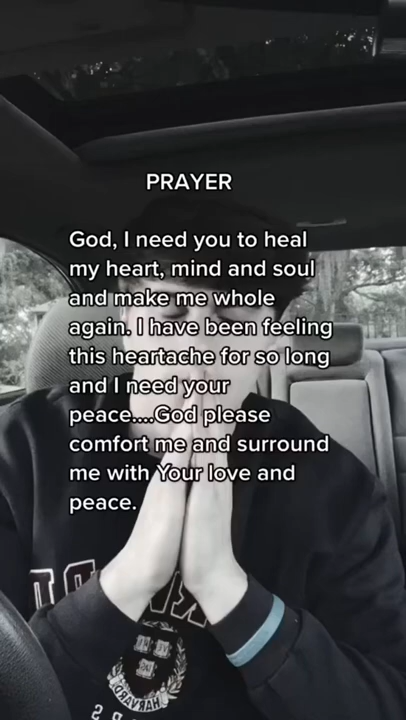 PRAYER
God, I need you to heal
my heart, mind and soul
and make me whole
again. I have been feeling
this heartache for so long
and I need your
peace....God please
comfort me and surround
me with Your love and
peace.
HARVARD